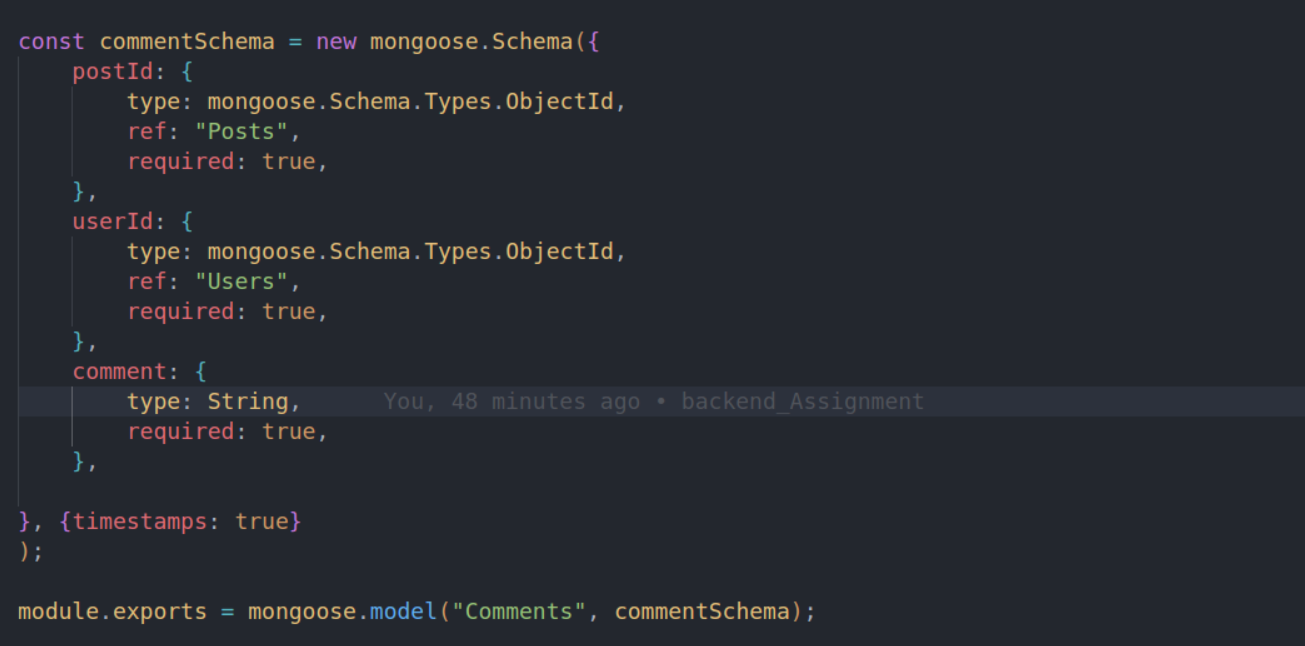 const commentSchema = new mongoose.Schema({
    postId: {
        type: mongoose.Schema.Types.ObjectId,
        ref: "Posts",
        required: true,
    },
    userId: {
        type: mongoose.Schema.Types.ObjectId,
        ref: "Users",
        required: true,
    },
    comment: {
        type: String,      You, 48 minutes ago • backend_Assignment
        required: true,
    },
}, {timestamps: true}
);
module.exports = mongoose.model("Comments", commentSchema);